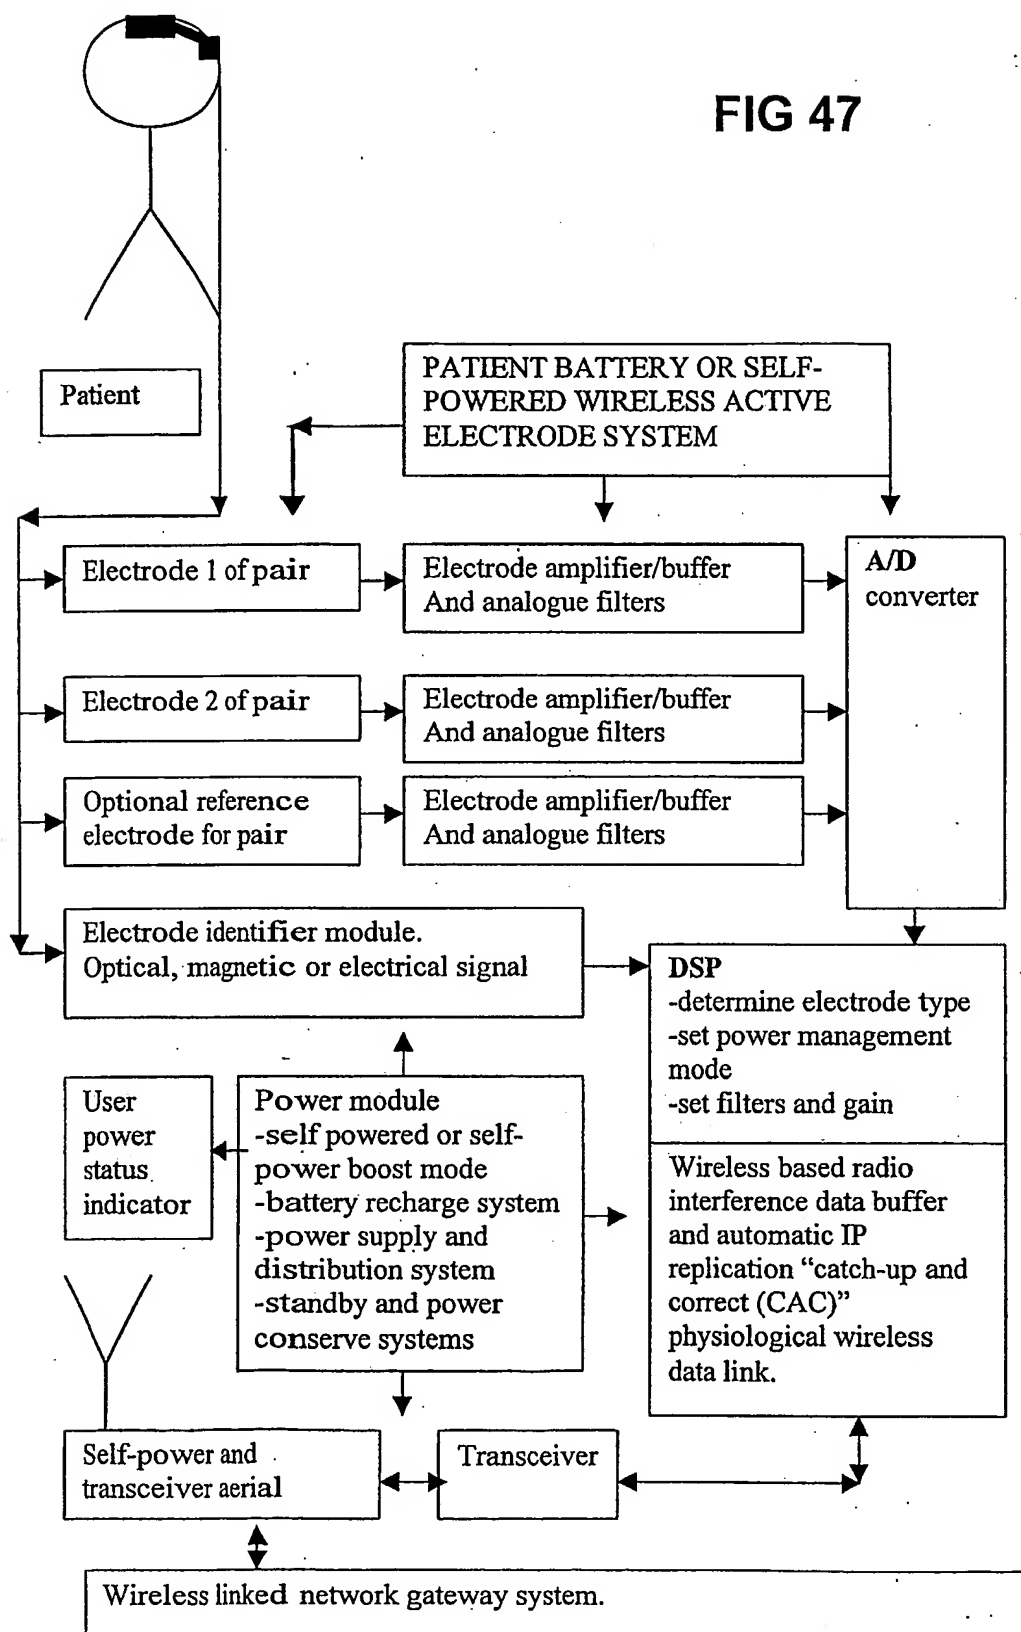 FIG 47
Patient
PATIENT BATTERY OR SELF-
POWERED WIRELESS ACTIVE
ELECTRODE SYSTEM
Electrode 1 of pair
Electrode amplifier/buffer
And analogue filters
A/D
converter
Electrode 2 of pair
Electrode amplifier/buffer
And analogue filters
Optional reference
electrode for pair
Electrode amplifier/buffer
And analogue filters
Electrode identifier module.
Optical, magnetic or electrical signal
DSP
-determine electrode type
-set power management
mode
-set filters and gain
User
power
status
indicator
Power module
-self powered or self-
power boost mode
-battery recharge system
-power supply and
distribution system
-standby and power
conserve systems
Wireless based radio
interference data buffer
and automatic IP
replication “catch-up and
correct (CAC)”
physiological wireless
data link.
Self-power and
transceiver aerial
Transceiver
Wireless linked network gateway system.